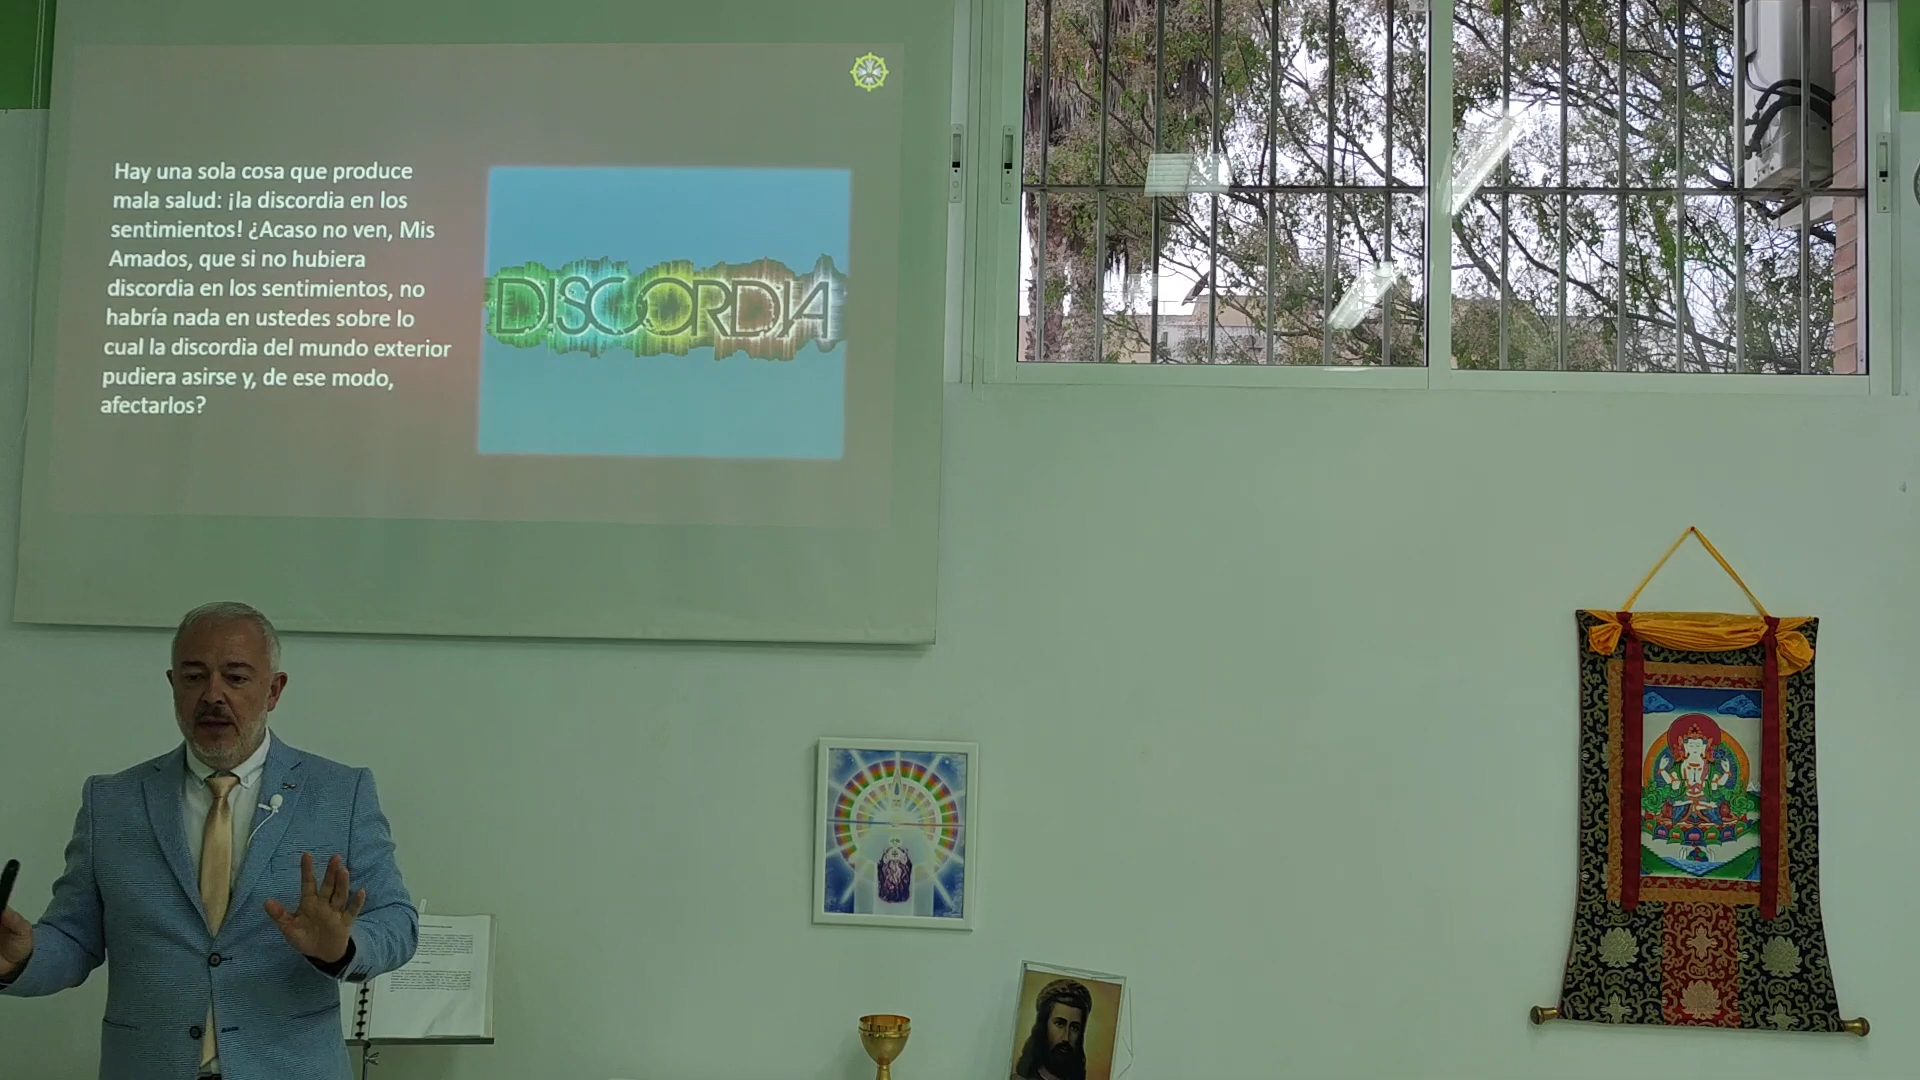 Hay una sola cosa que produce
mala salud: ¡la discordia en los
sentimientos! ¿Acaso no ven, Mis
Amados, que si no hubiera
discordia en los sentimientos, no
habría nada en ustedes sobre lo
cual la discordia del mundo exterior
pudiera asirse y, de ese modo,
afectarlos?
DISCORDIA